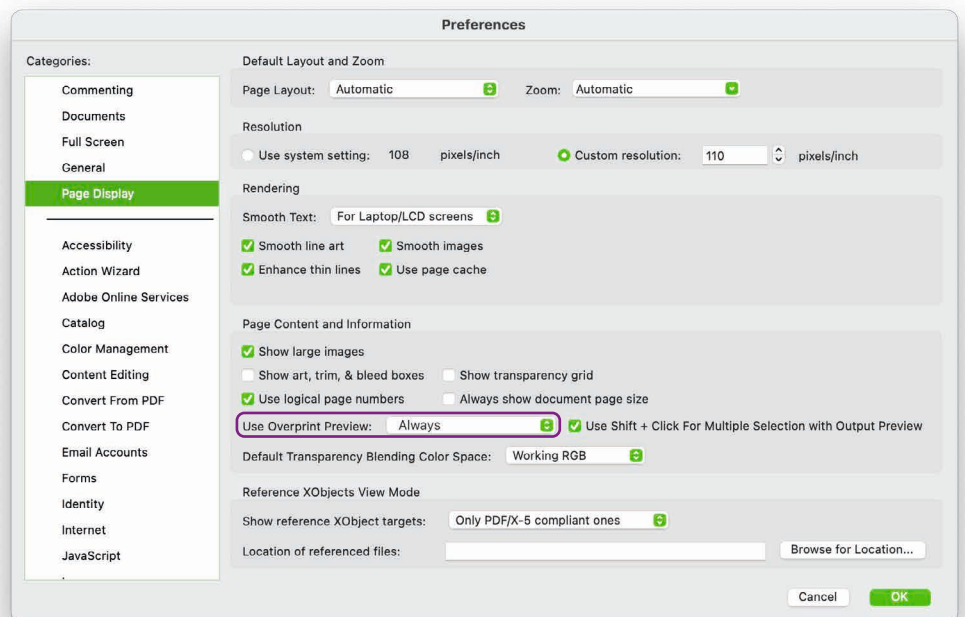 Preferences
Categories:
Commenting
Documents
Full Screen
General
Page Display
Accessibility
Action Wizard
Adobe Online Services
Catalog
Color Management
Content Editing
Convert From PDF
Convert To PDF
Email Accounts
Forms
Identity
Internet
JavaScript
Default Layout and Zoom
Page Layout: Automatic Zoom: Automatic
Resolution
Use system setting: 108 pixels/inch Custom resolution: 110 pixels/inch
Rendering
Smooth Text: For Laptop/LCD screens
Smooth line art Smooth images
Enhance thin lines Use page cache
Page Content and Information
Show large images
Show art, trim, & bleed boxes Show transparency grid
Use logical page numbers Always show document page size
Use Overprint Preview: Always Use Shift + Click For Multiple Selection with Output Preview
Default Transparency Blending Color Space: Working RGB
Reference XObjects View Mode
Show reference XObject targets: Only PDF/X-5 compliant ones
Location of referenced files: Browse for Location...
Cancel OK